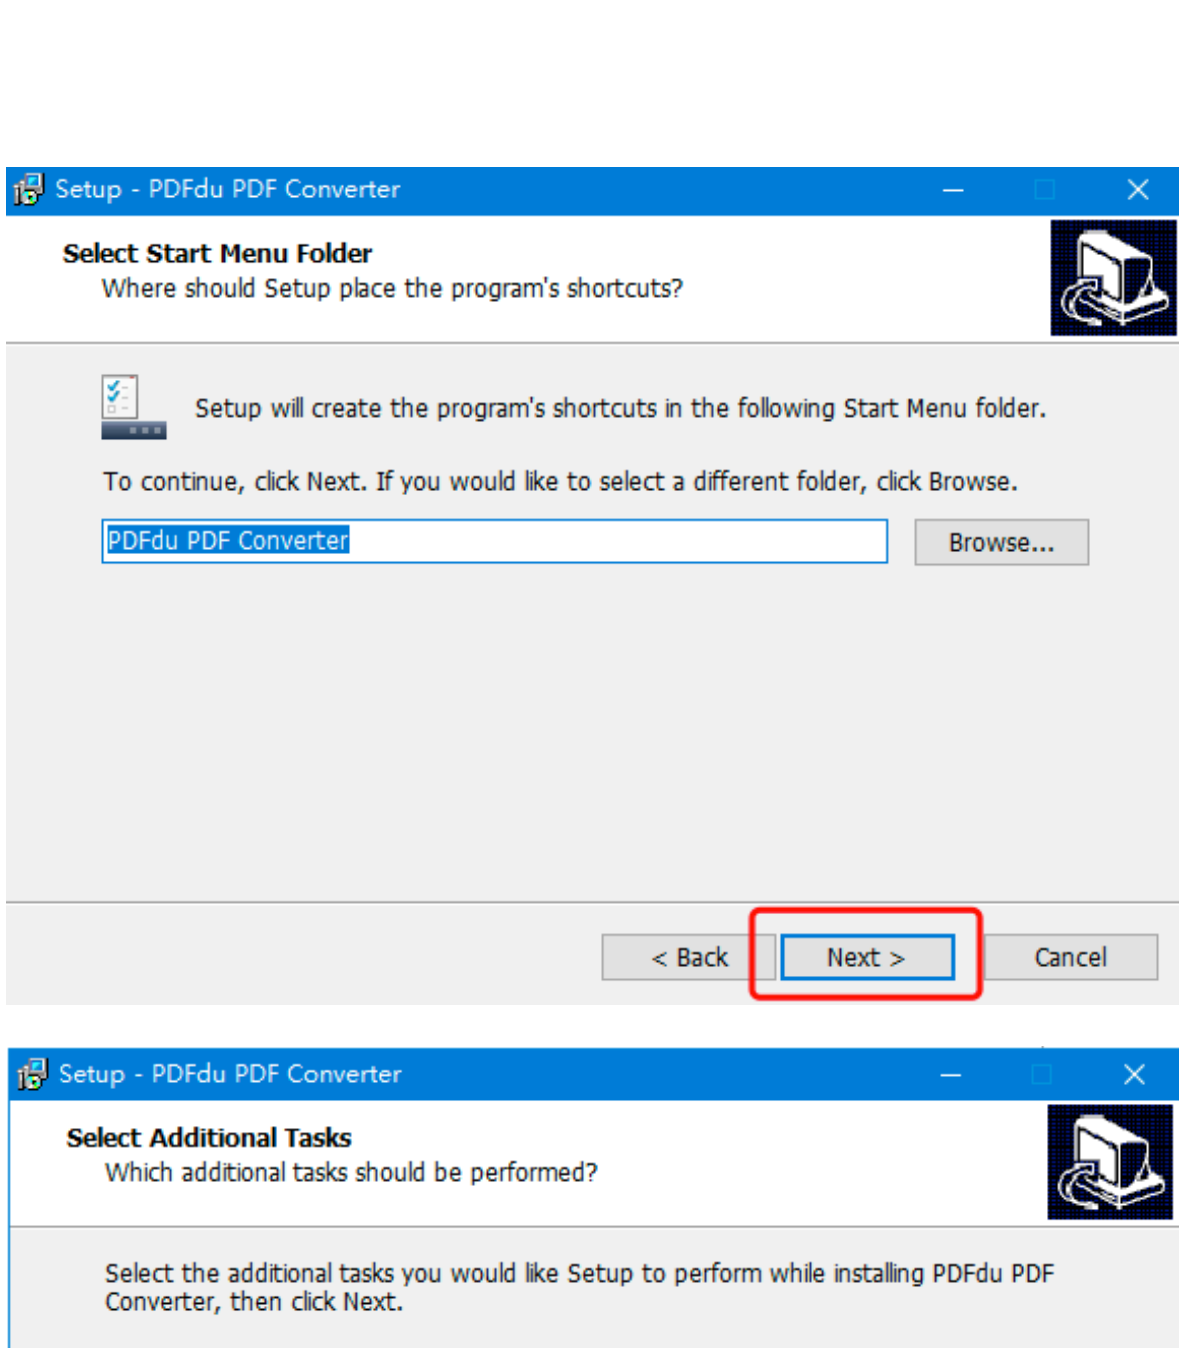 Setup - PDFdu PDF Converter
Select Start Menu Folder
Where should Setup place the program's shortcuts?
Setup will create the program's shortcuts in the following Start Menu folder.
To continue, click Next. If you would like to select a different folder, click Browse.
PDFdu PDF Converter
Browse...
< Back
Next >
Cancel
Setup - PDFdu PDF Converter
Select Additional Tasks
Which additional tasks should be performed?
Select the additional tasks you would like Setup to perform while installing PDFdu PDF
Converter, then click Next.